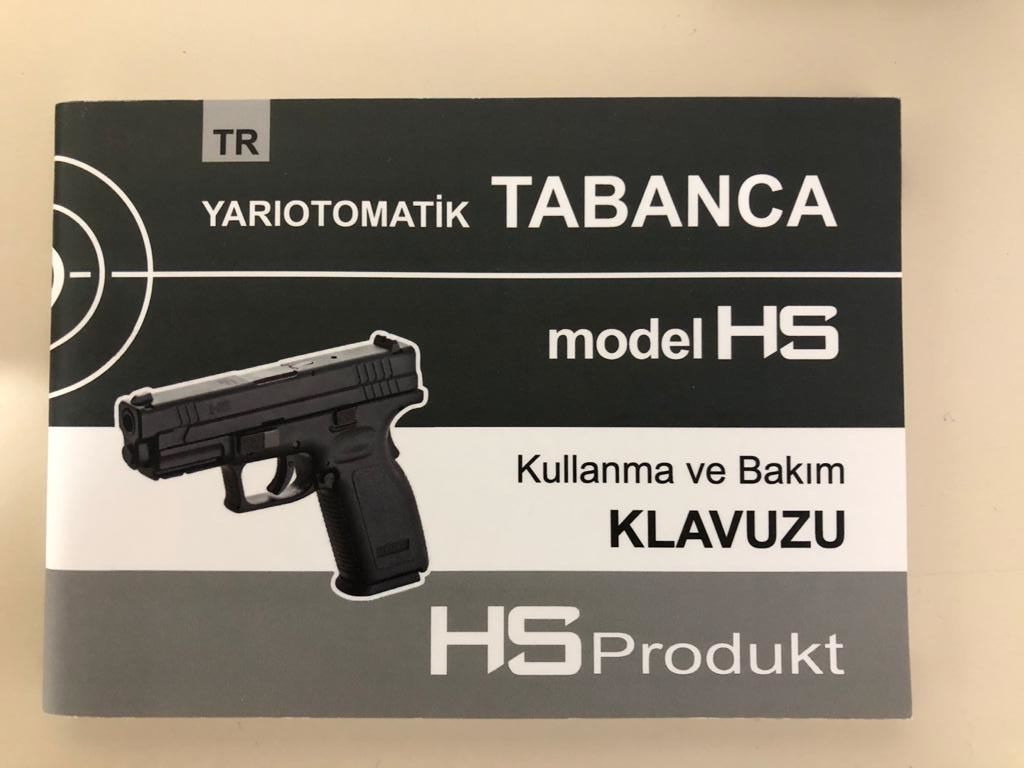 TR
YARIOTOMATİK TABANCA
model HS
Kullanma ve Bakım
KLAVUZU
HS Produkt